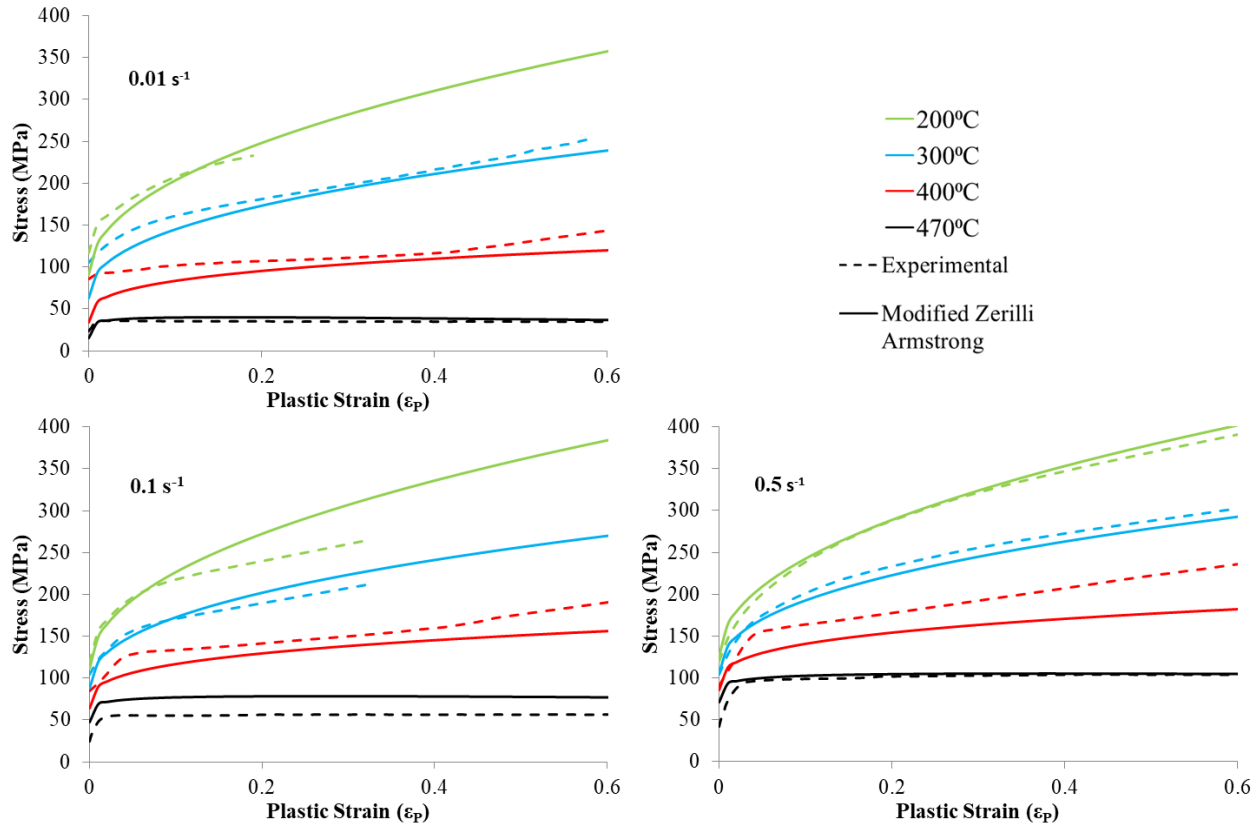 400
350
300
250
200
150
100
50
0
Stress (MPa)
0.01 s⁻¹
0
0.2
0.4
0.6
Plastic Strain (εP)
200ºC
300ºC
400ºC
470ºC
Experimental
Modified Zerilli
Armstrong
400
350
300
250
200
150
100
50
0
Stress (MPa)
0.1 s⁻¹
0
0.2
0.4
0.6
Plastic Strain (εP)
400
350
300
250
200
150
100
50
0
Stress (MPa)
0.5 s⁻¹
0
0.2
0.4
0.6
Plastic Strain (εP)